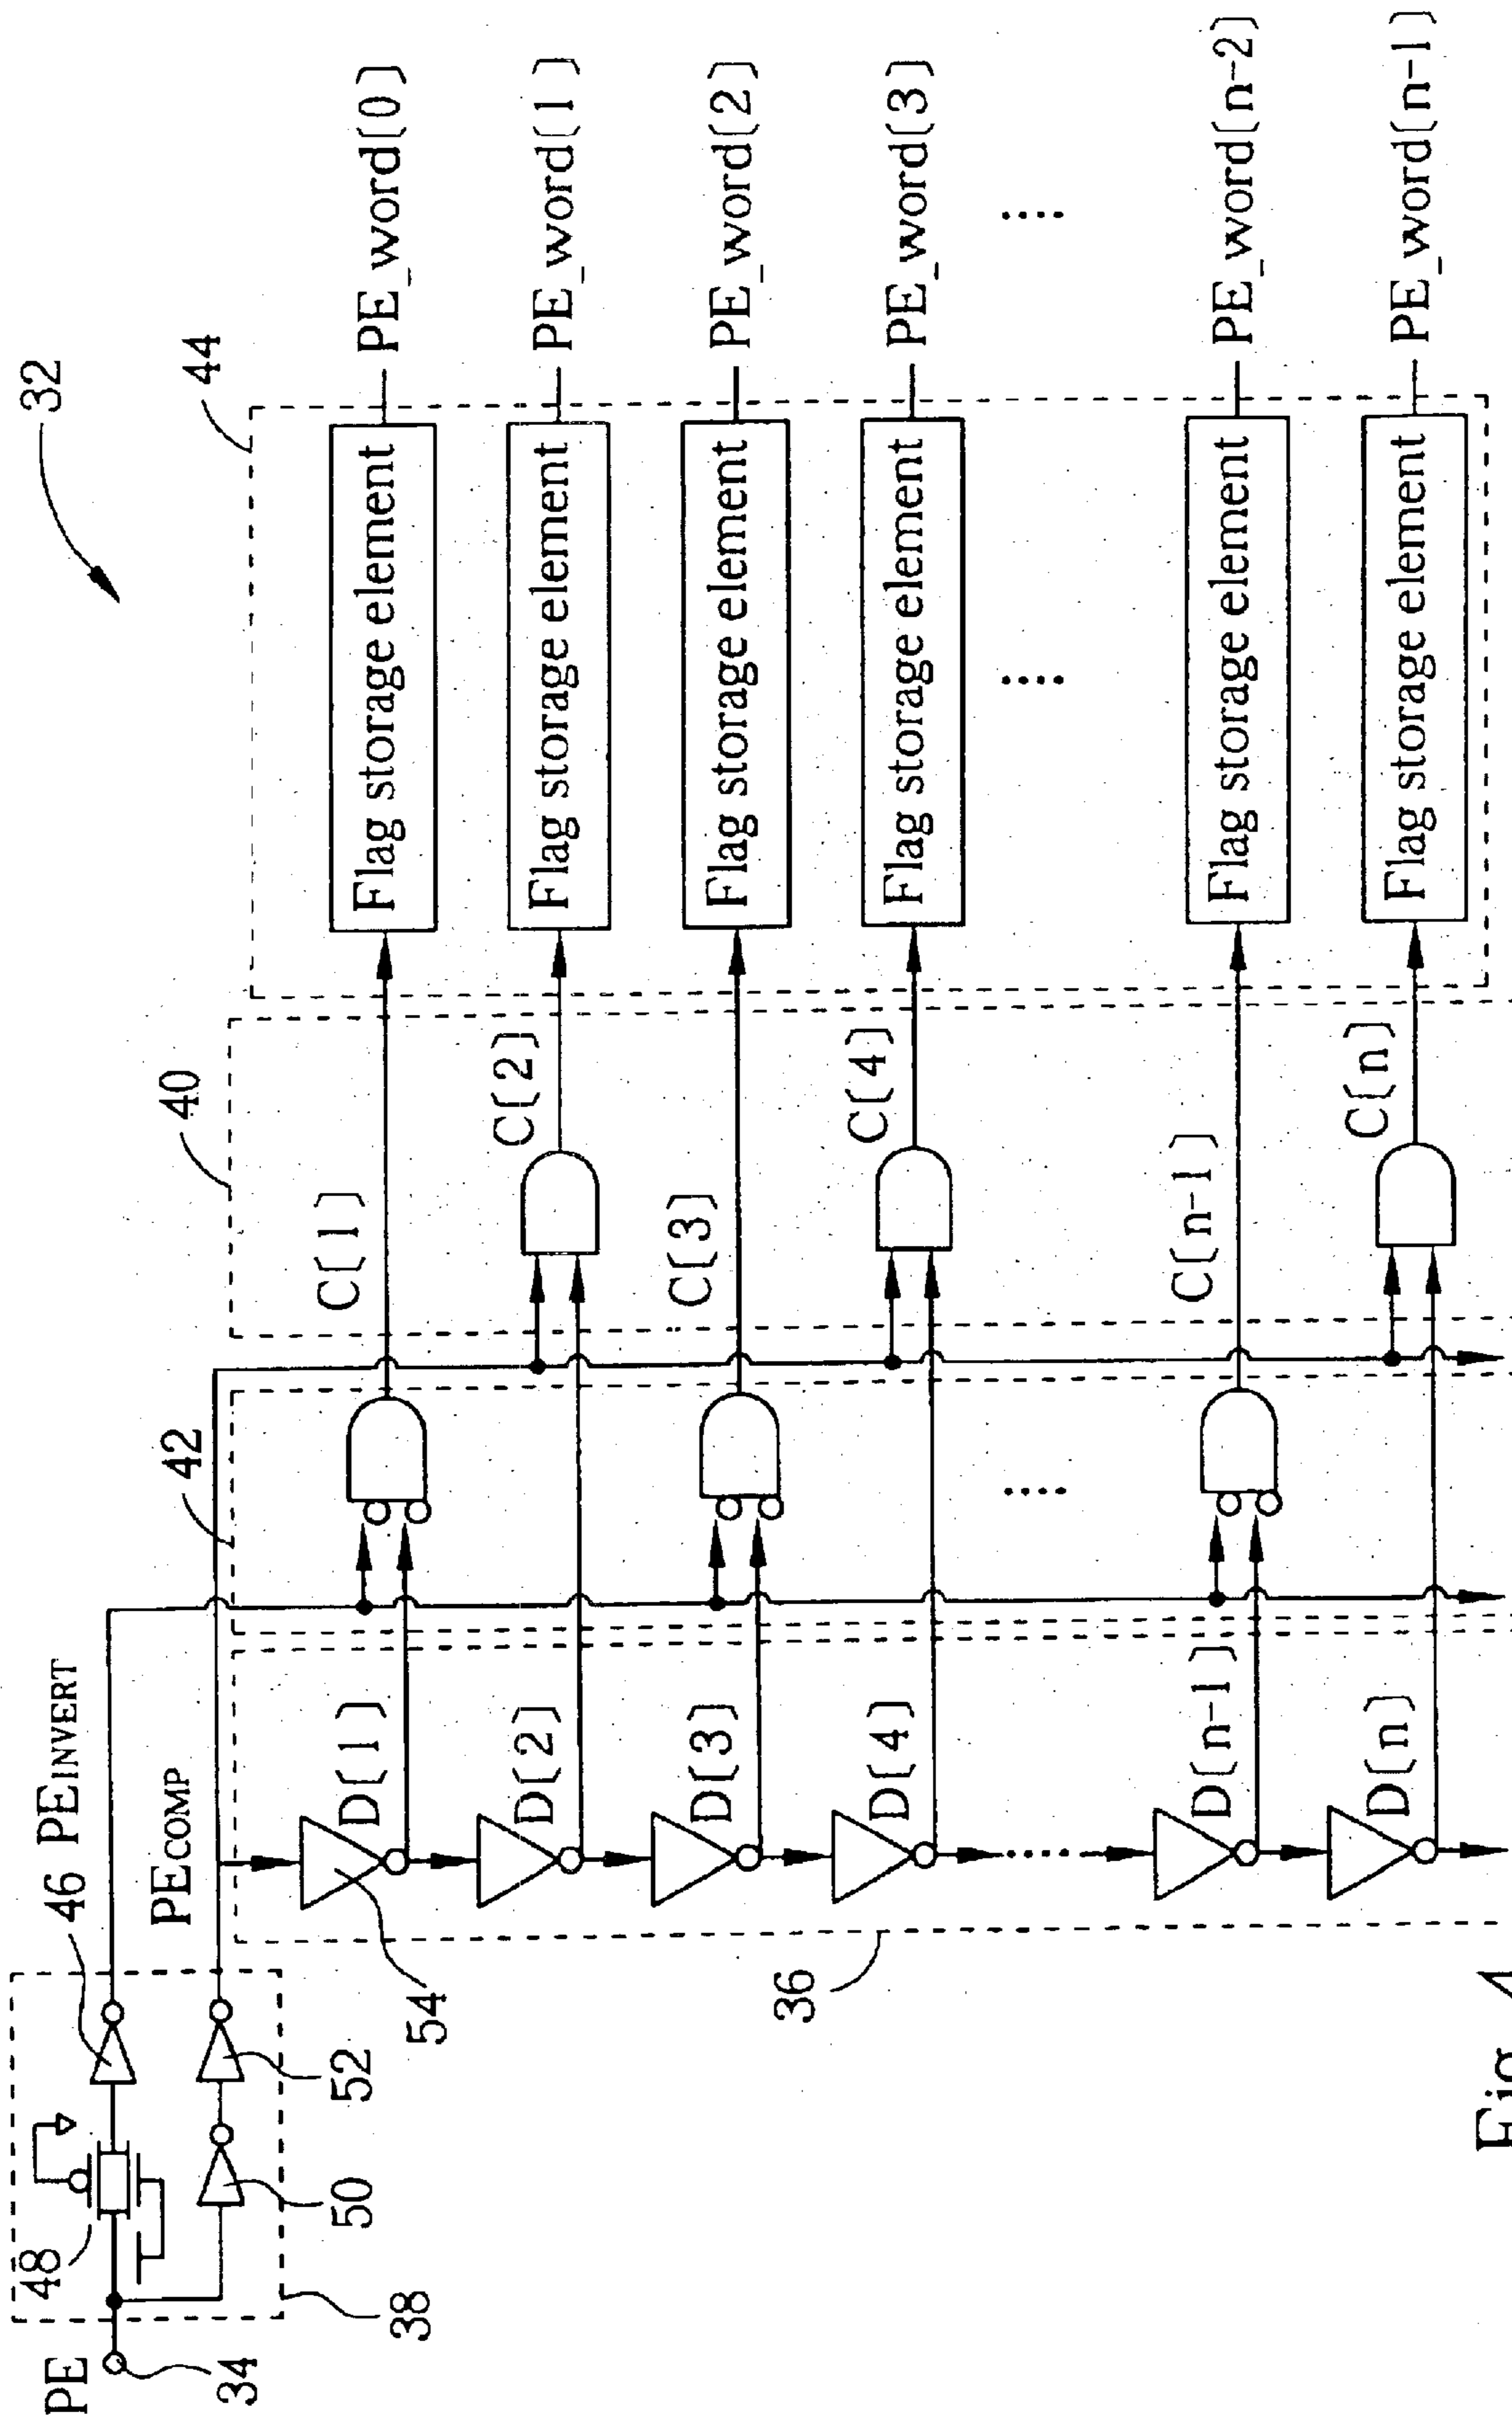 32
44
40
42
PE_word[0]
PE_word[1]
PE_word[2]
PE_word[3]
....
PE_word[n-2]
PE_word[n-1]
Flag storage element
Flag storage element
Flag storage element
Flag storage element
....
Flag storage element
Flag storage element
C[1]
C[2]
C[3]
C[4]
C[n-1]
C[n]
....
D[1]
D[2]
D[3]
D[4]
....
D[n-1]
D[n]
PEINVERT
PECOMP
46
48
50
52
54
36
38
34
PE
Fig. 4